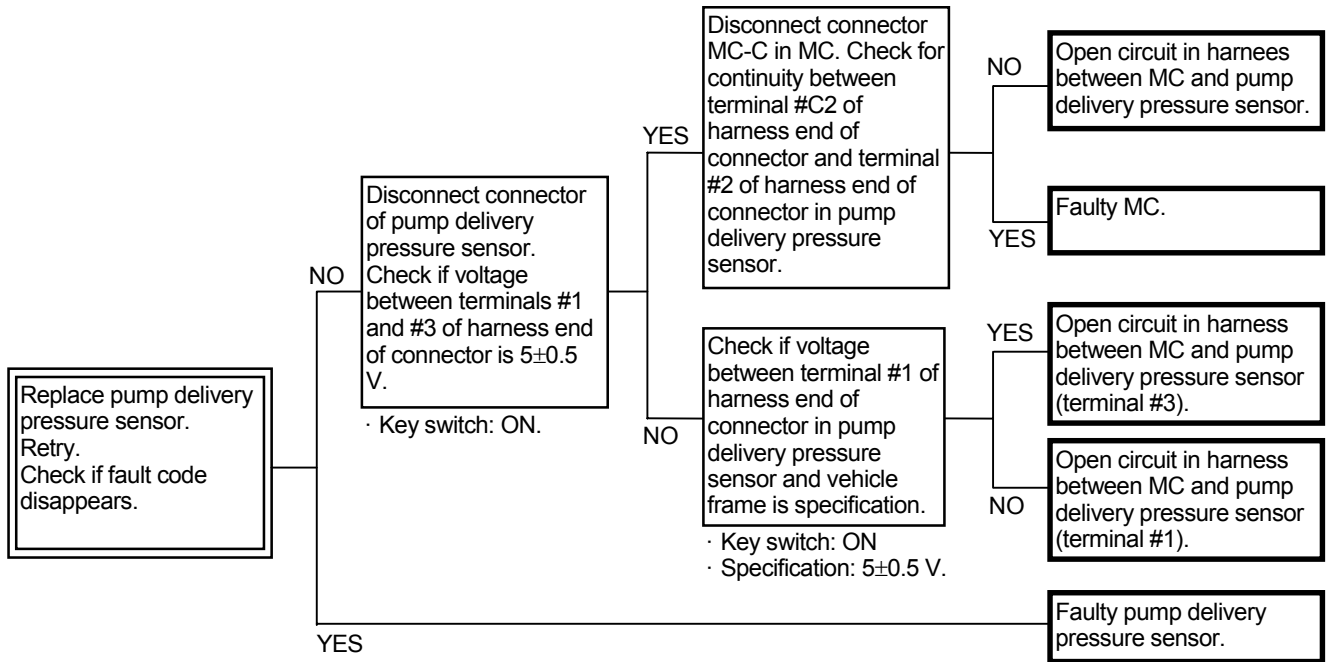 Replace pump delivery
pressure sensor.
Retry.
Check if fault code
disappears.
NO
YES
Disconnect connector
of pump delivery
pressure sensor.
Check if voltage
between terminals #1
and #3 of harness end
of connector is 5±0.5
V.
· Key switch: ON.
YES
NO
Disconnect connector
MC-C in MC. Check for
continuity between
terminal #C2 of
harness end of
connector and terminal
#2 of harness end of
connector in pump
delivery pressure
sensor.
NO
YES
Open circuit in harnees
between MC and pump
delivery pressure sensor.
Faulty MC.
Check if voltage
between terminal #1 of
harness end of
connector in pump
delivery pressure
sensor and vehicle
frame is specification.
· Key switch: ON
· Specification: 5±0.5 V.
YES
NO
Open circuit in harness
between MC and pump
delivery pressure sensor
(terminal #3).
Open circuit in harness
between MC and pump
delivery pressure sensor
(terminal #1).
Faulty pump delivery
pressure sensor.